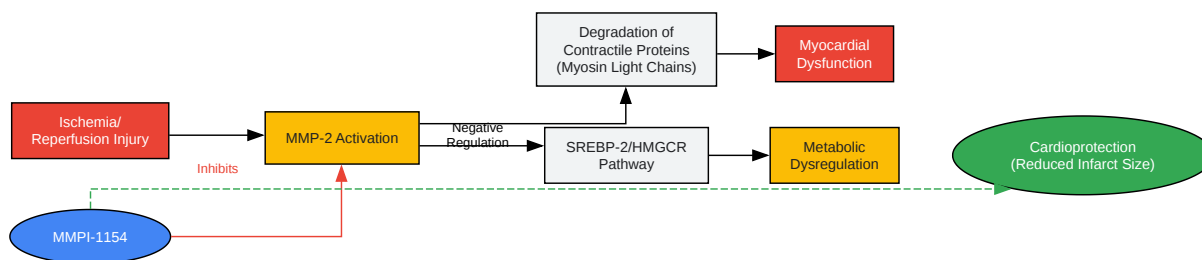 Degradation of
Contractile Proteins
(Myosin Light Chains)
Myocardial
Dysfunction
Ischemia/
Reperfusion Injury
MMP-2 Activation
Negative
Regulation
SREBP-2/HMGCR
Pathway
Metabolic
Dysregulation
Cardioprotection
(Reduced Infarct Size)
Inhibits
MMPI-1154